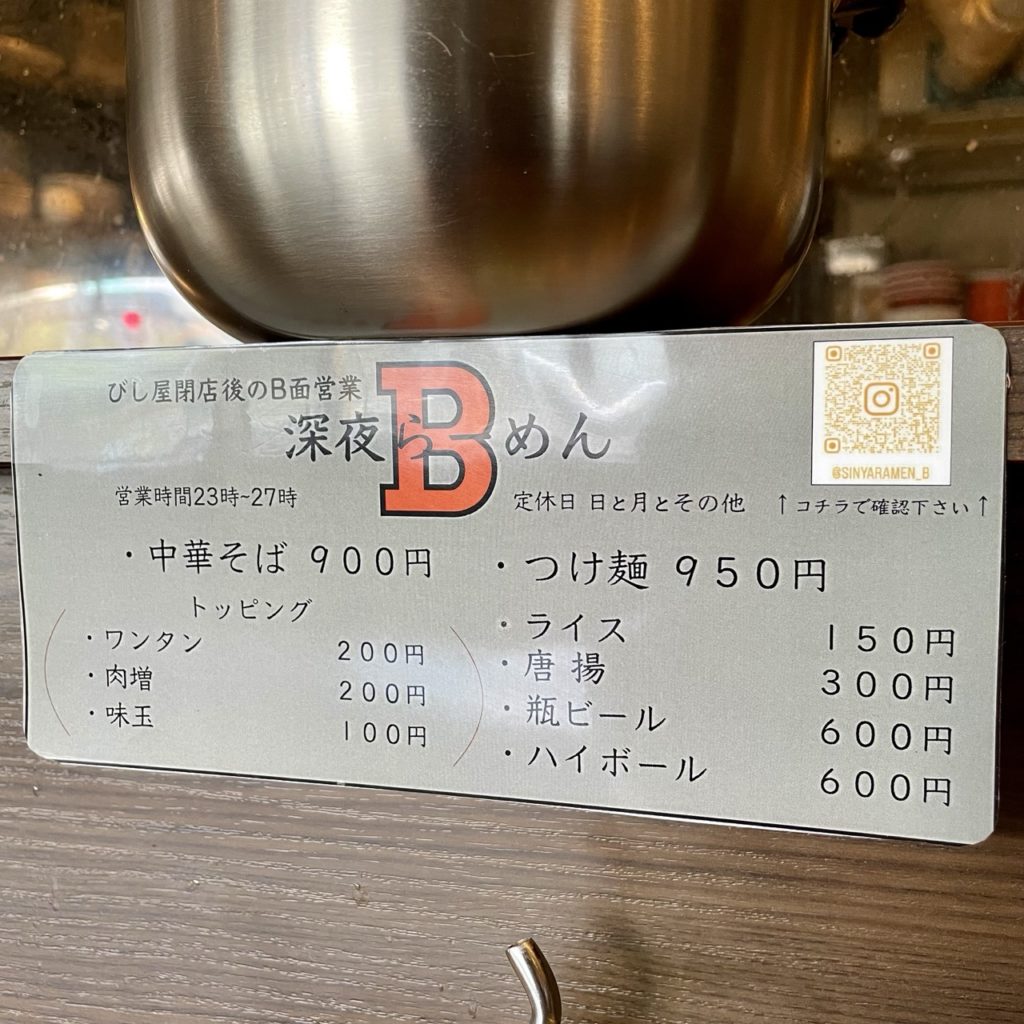 びし屋閉店後のB面営業
深夜らBめん
@SINYARAMEN_B
営業時間23時~27時
定休日 日と月とその他
↑コチラで確認下さい↑
・中華そば 900円
トッピング
・ワンタン 200円
・肉増 200円
・味玉 100円
・つけ麺 950円
・ライス 150円
・唐揚 300円
・瓶ビール 600円
・ハイボール 600円